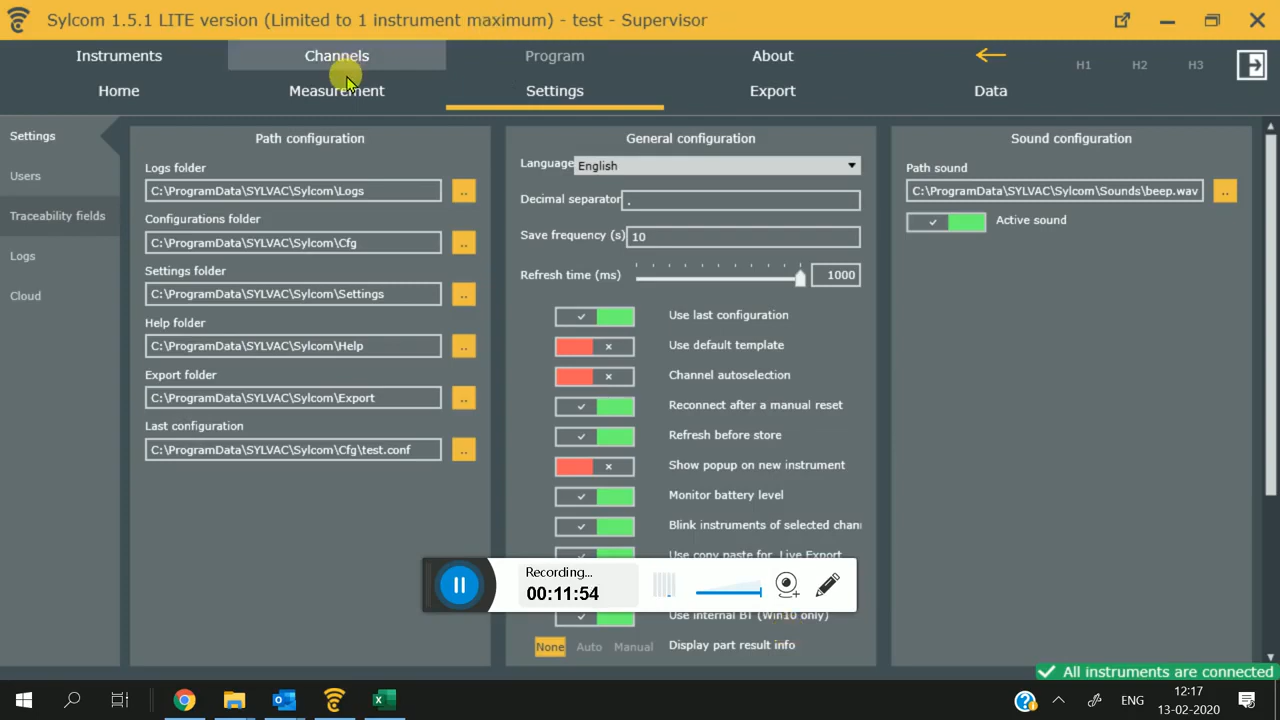 Sylcom 1.5.1 LITE version (Limited to 1 instrument maximum) - test - Supervisor
Instruments Channels Program About H1 H2 H3
Home Measurement Settings Export Data
Settings
Users
Traceability fields
Logs
Cloud
Path configuration
Logs folder
C:\ProgramData\SYLVAC\Sylcom\Logs ..
Configurations folder
C:\ProgramData\SYLVAC\Sylcom\Cfg ..
Settings folder
C:\ProgramData\SYLVAC\Sylcom\Settings ..
Help folder
C:\ProgramData\SYLVAC\Sylcom\Help ..
Export folder
C:\ProgramData\SYLVAC\Sylcom\Export ..
Last configuration
C:\ProgramData\SYLVAC\Sylcom\Cfg\test.conf ..
General configuration
Language English
Decimal separator .
Save frequency (s) 10
Refresh time (ms) 1000
Use last configuration
Use default template
Channel autoselection
Reconnect after a manual reset
Refresh before store
Show popup on new instrument
Monitor battery level
Blink instruments of selected chan
Use copy paste for Live Export
Use internal BT (Win10 only)
None Auto Manual Display part result info
Sound configuration
Path sound
C:\ProgramData\SYLVAC\Sylcom\Sounds\beep.wav ..
Active sound
Recording...
00:11:54
All instruments are connected
ENG 12:17
13-02-2020